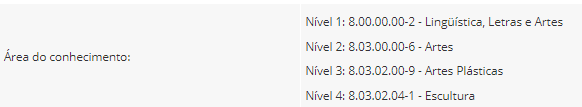 Área do conhecimento:
Nível 1: 8.00.00.00-2 - Lingüística, Letras e Artes
Nível 2: 8.03.00.00-6 - Artes
Nível 3: 8.03.02.00-9 - Artes Plásticas
Nível 4: 8.03.02.04-1 - Escultura